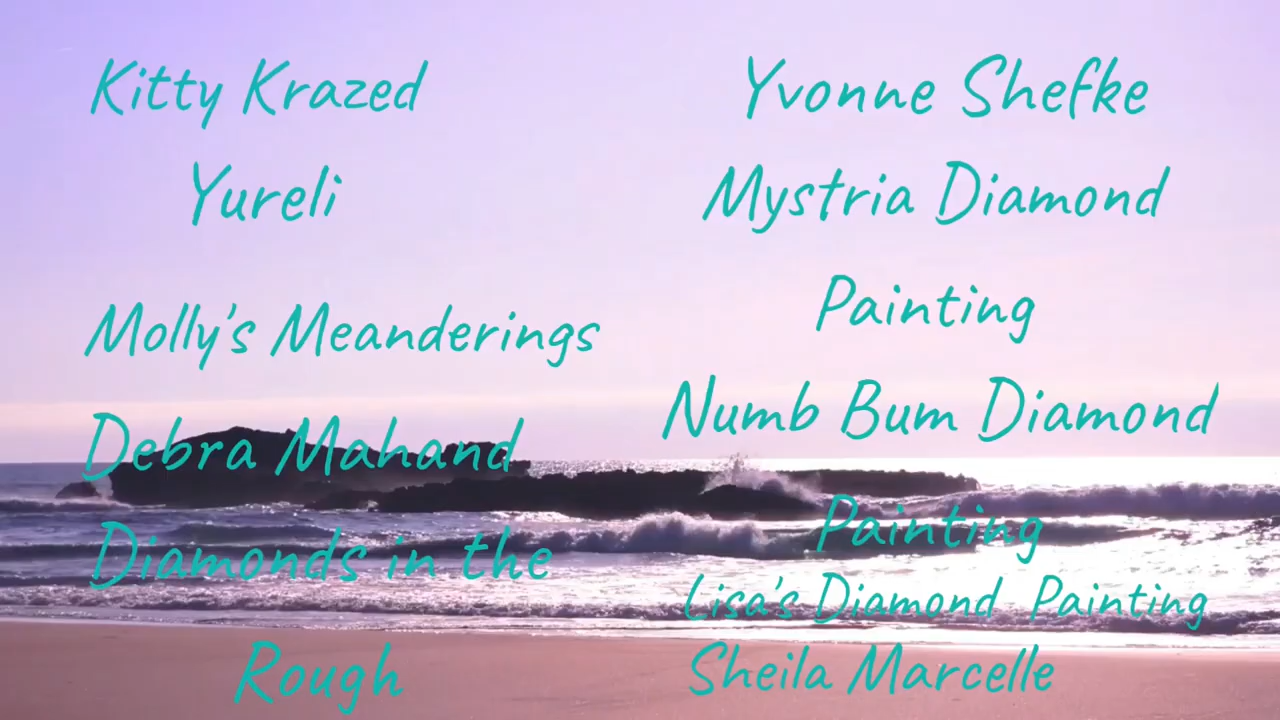 Kitty Krazed
Yureli
Molly's Meanderings
Debra Mahand
Diamonds in the
Rough
Yvonne Shefke
Mystria Diamond
Painting
Numb Bum Diamond
Painting
Lisa's Diamond Painting
Sheila Marcelle